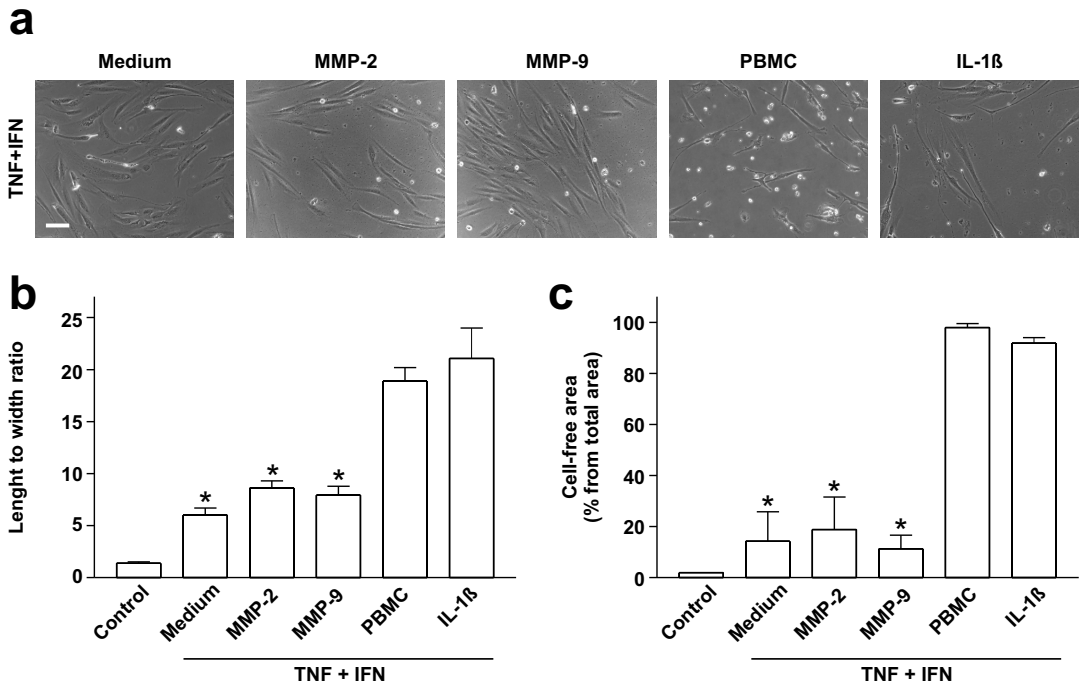 a
Medium
MMP-2
MMP-9
PBMC
IL-1ß
TNF+IFN
b
Lenght to width ratio
25
20
15
10
5
0
*
*
*
Control
Medium
MMP-2
MMP-9
PBMC
IL-1ß
TNF + IFN
c
Cell-free area
(% from total area)
100
80
60
40
20
0
*
*
*
Control
Medium
MMP-2
MMP-9
PBMC
IL-1ß
TNF + IFN